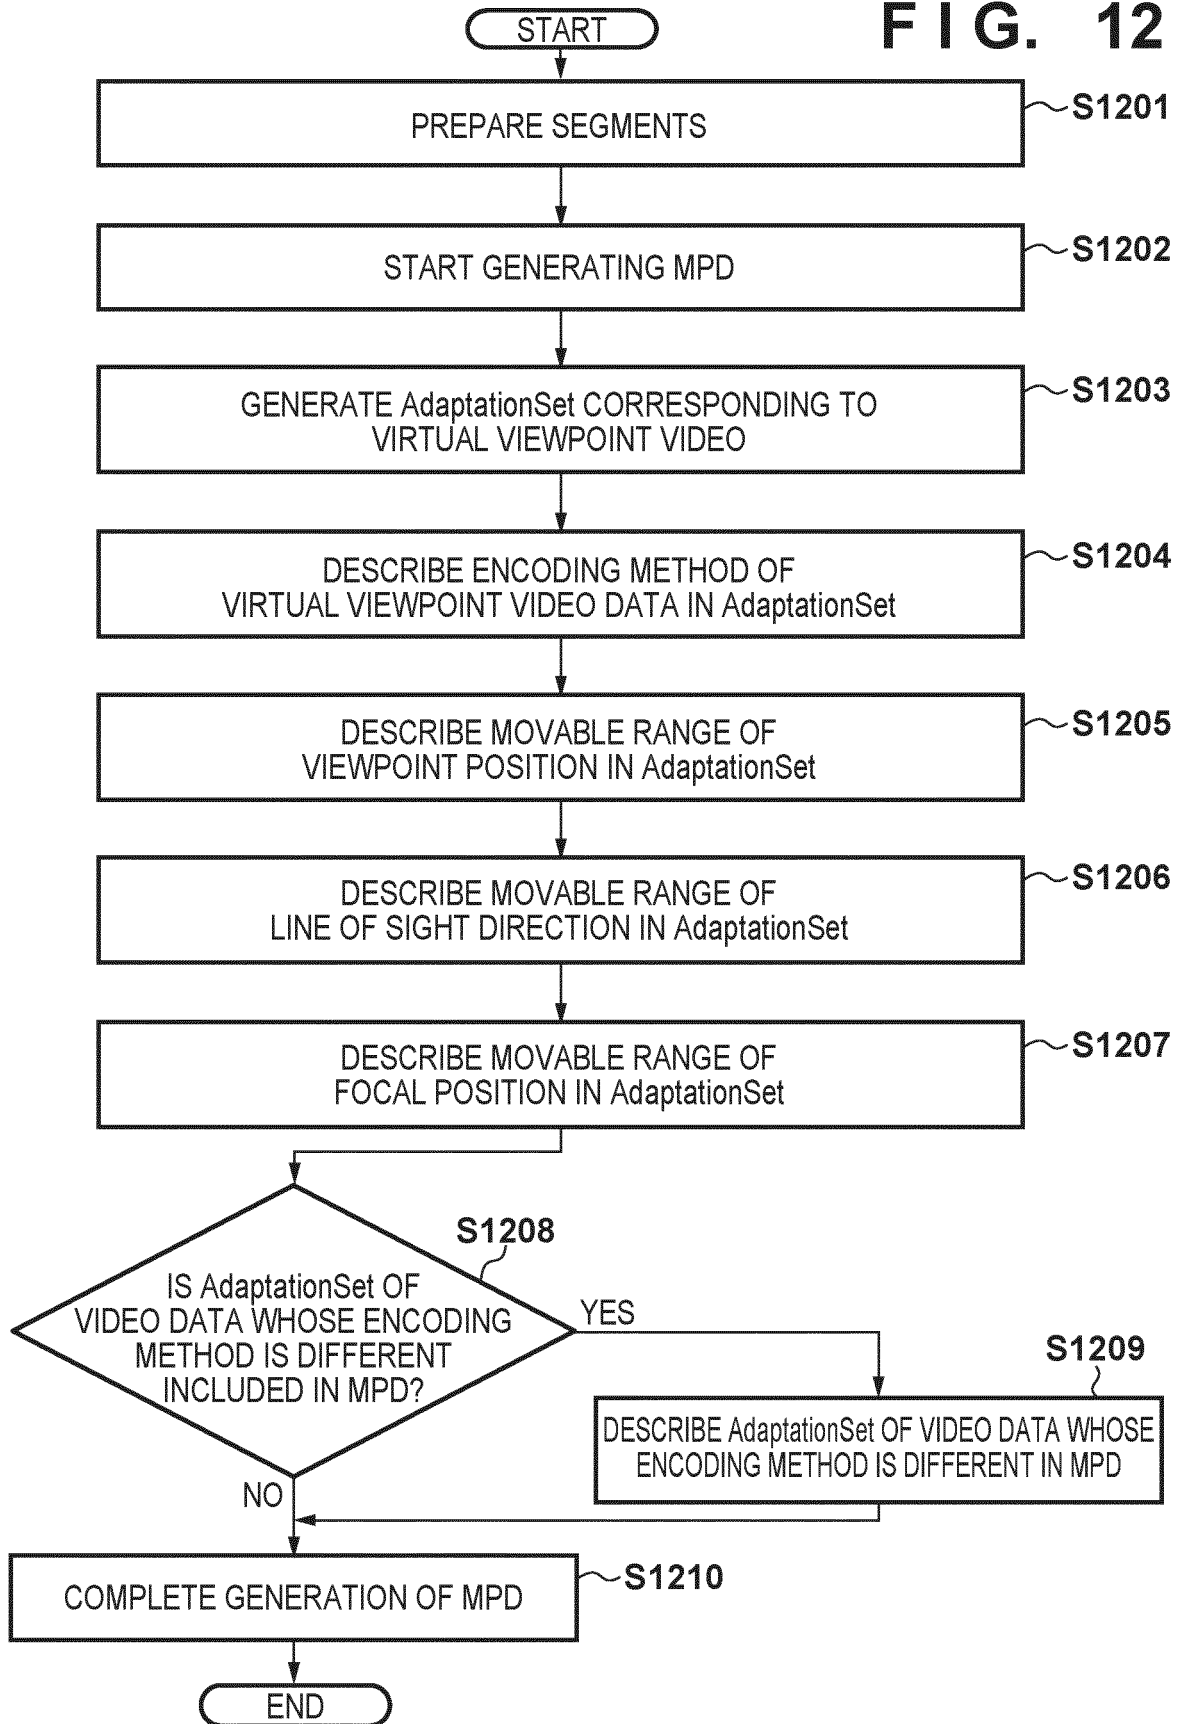 FIG. 12
START
PREPARE SEGMENTS
S1201
START GENERATING MPD
S1202
GENERATE AdaptationSet CORRESPONDING TO
VIRTUAL VIEWPOINT VIDEO
S1203
DESCRIBE ENCODING METHOD OF
VIRTUAL VIEWPOINT VIDEO DATA IN AdaptationSet
S1204
DESCRIBE MOVABLE RANGE OF
VIEWPOINT POSITION IN AdaptationSet
S1205
DESCRIBE MOVABLE RANGE OF
LINE OF SIGHT DIRECTION IN AdaptationSet
S1206
DESCRIBE MOVABLE RANGE OF
FOCAL POSITION IN AdaptationSet
S1207
S1208
IS AdaptationSet OF
VIDEO DATA WHOSE ENCODING
METHOD IS DIFFERENT
INCLUDED IN MPD?
YES
S1209
DESCRIBE AdaptationSet OF VIDEO DATA WHOSE
ENCODING METHOD IS DIFFERENT IN MPD
NO
COMPLETE GENERATION OF MPD
S1210
END